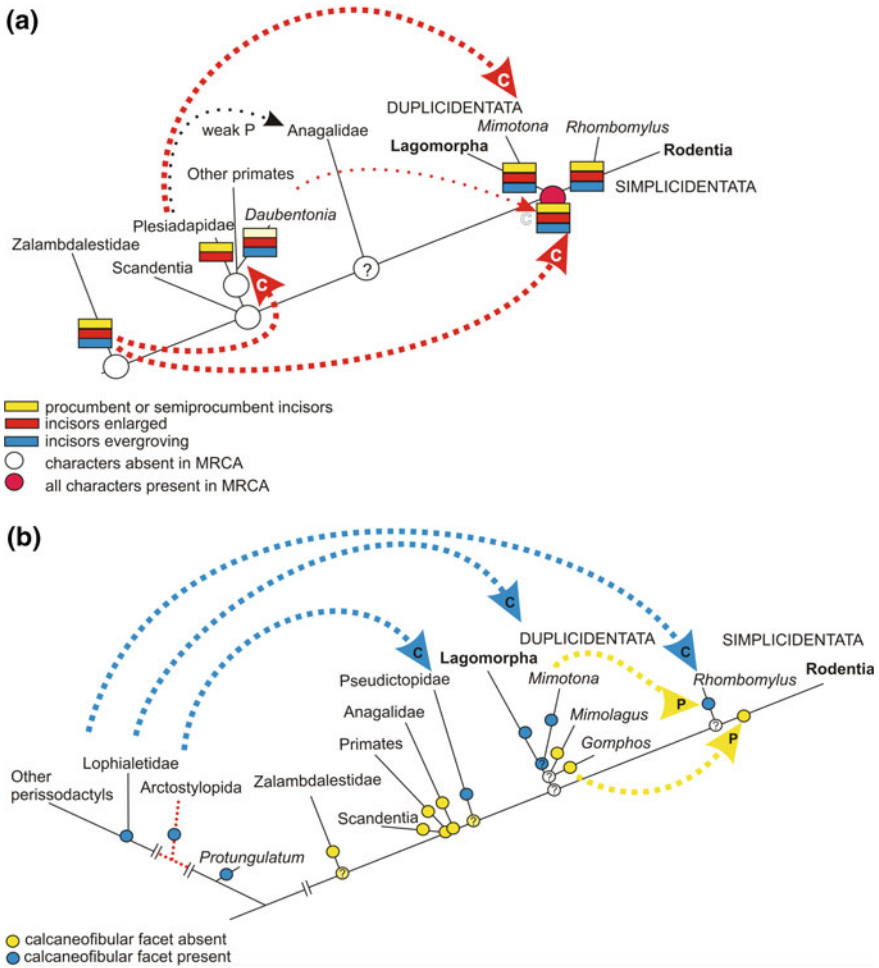 (a)
C
DUPLICIDENTATA
weak P
Anagalidae
Mimotona
Rhombomylus
Lagomorpha
Rodentia
Other primates
SIMPLICIDENTATA
Plesiadapidae
Daubentonia
C
Zalambdalestidae
Scandentia
?
C
C
procumbent or semiprocumbent incisors
incisors enlarged
incisors evergroving
characters absent in MRCA
all characters present in MRCA
(b)
C
C
C
DUPLICIDENTATA
SIMPLICIDENTATA
Lagomorpha
Mimotona
Rhombomylus
Rodentia
Pseudictopidae
P
Anagalidae
Mimolagus
?
P
Primates
Gomphos
Lophialetidae
?
?
?
Other
perissodactyls
Arctostylopida
Zalambdalestidae
Scandentia
?
Protungulatum
?
calcaneofibular facet absent
calcaneofibular facet present